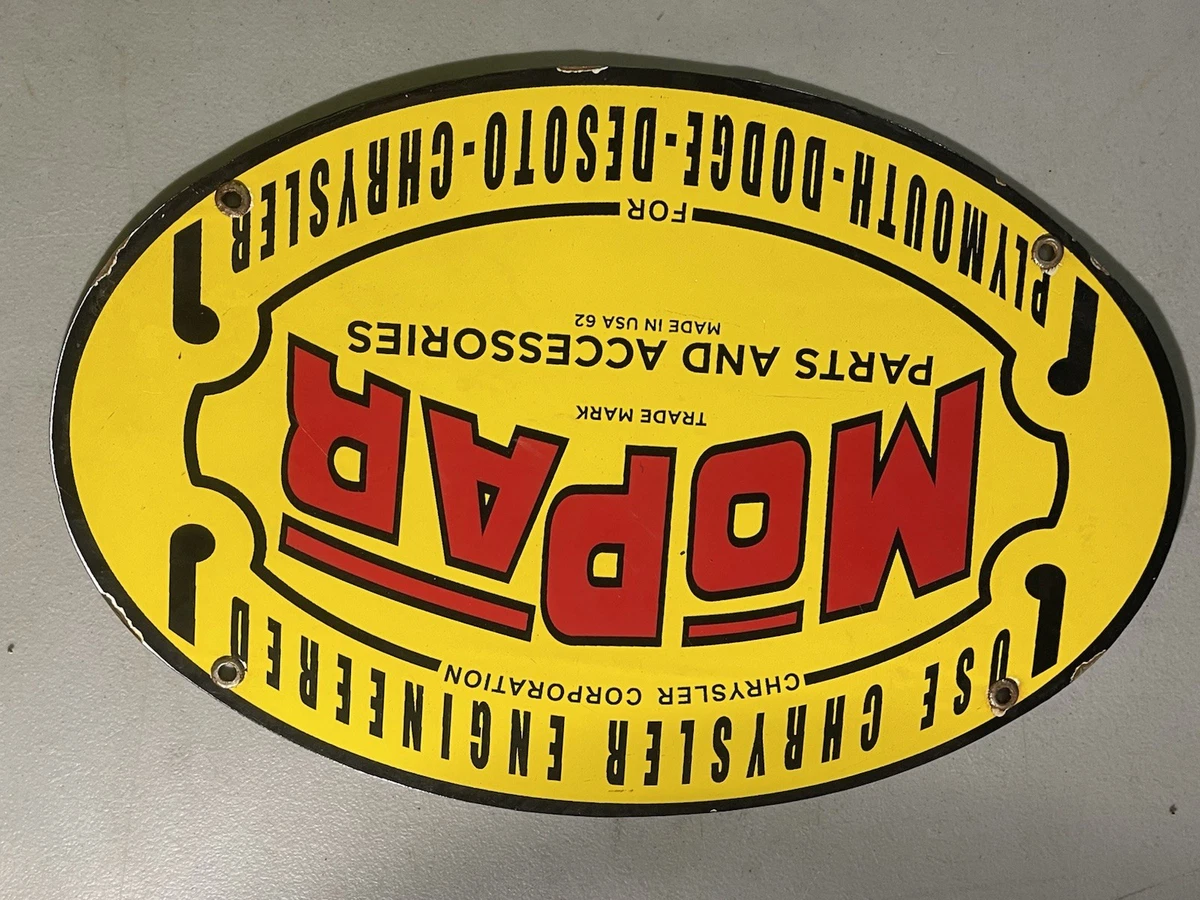 USE CHRYSLER ENGINEERED
CHRYSLER CORPORATION
MOPAR
TRADE MARK
PARTS AND ACCESSORIES
MADE IN USA 62
FOR
PLYMOUTH-DODGE-DESOTO-CHRYSLER